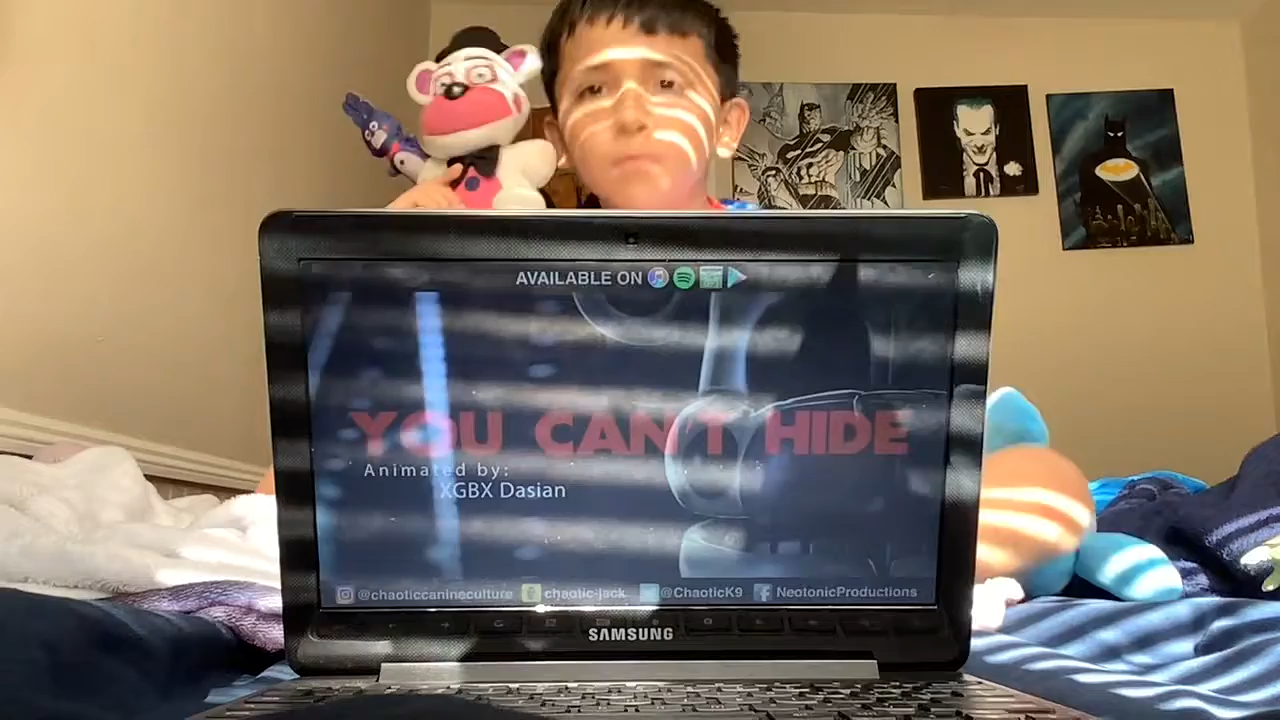 AVAILABLE ON
YOU CAN'T HIDE
Animated by:
XGBX Dasian
@chaoticcanineculture chaotic-jack @ChaoticK9 NeotonicProductions
SAMSUNG